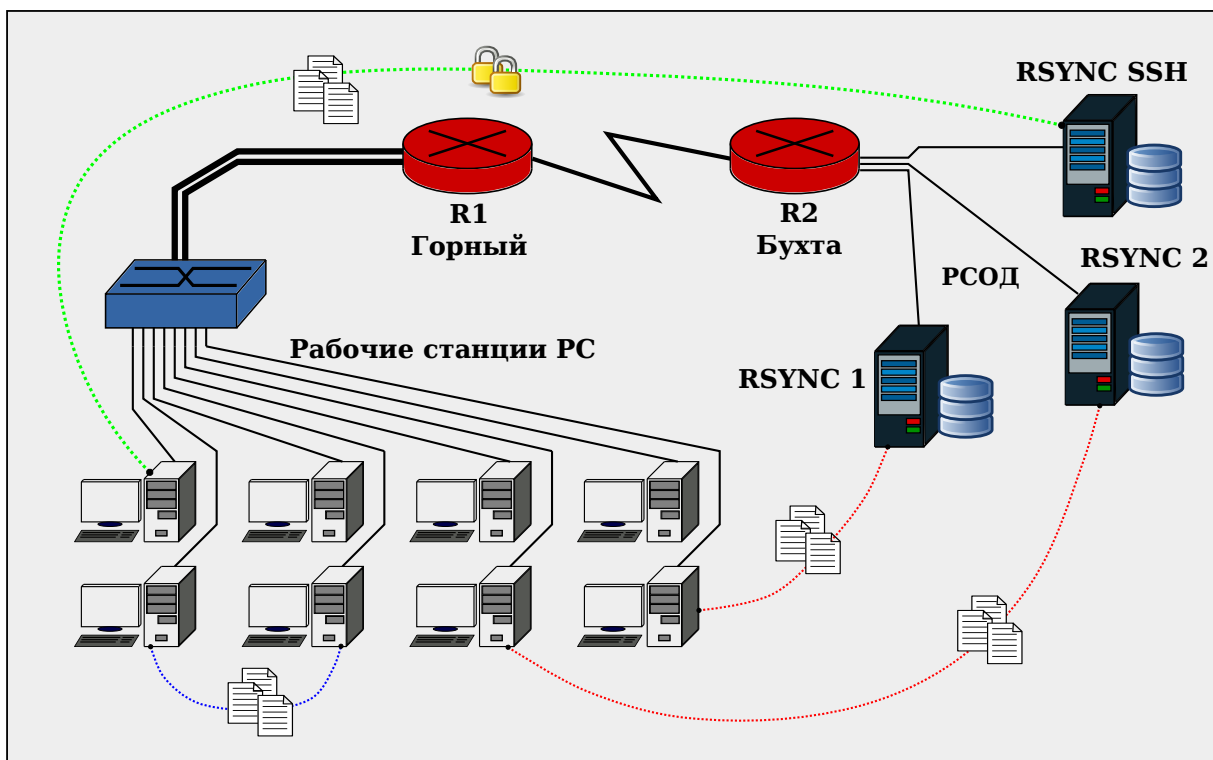 RSYNC SSH
R1
Горный
R2
Бухта
RSYNC 2
РСОД
Рабочие станции РС
RSYNC 1